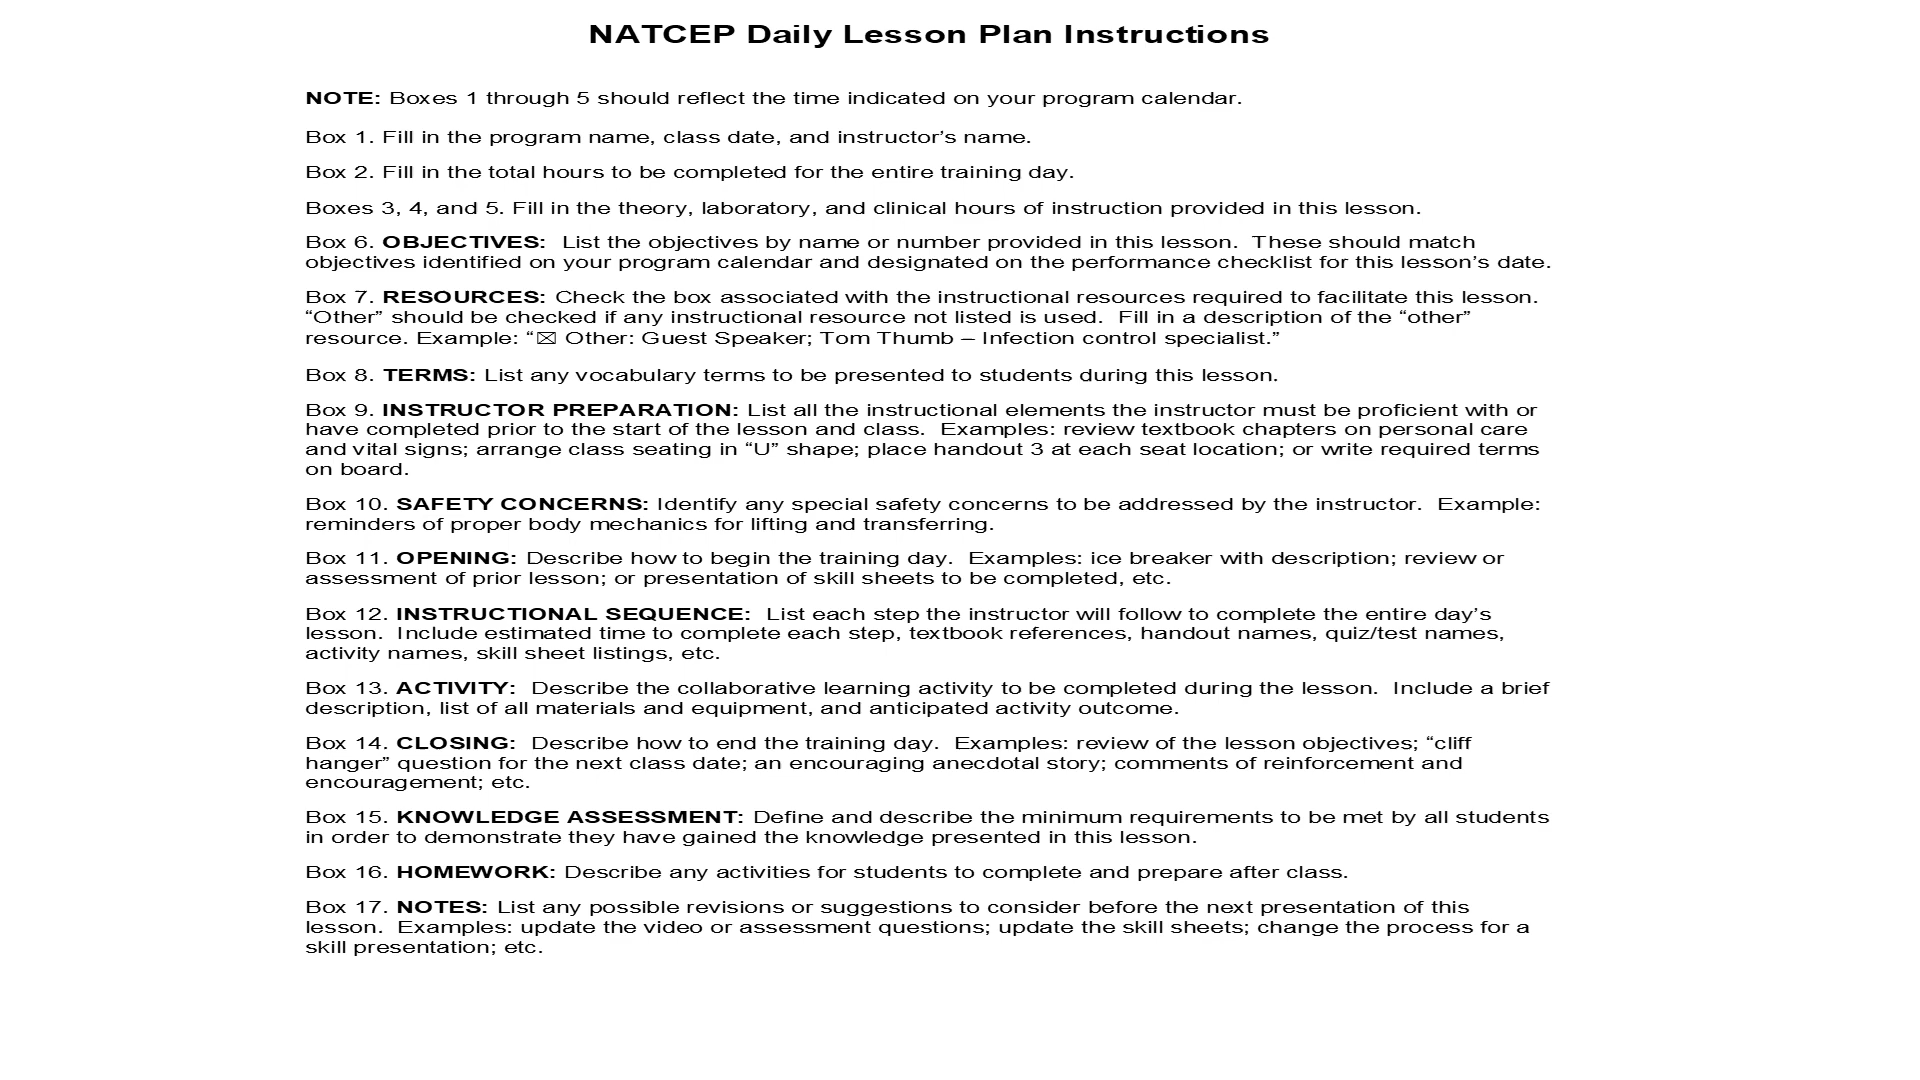 NATCEP Daily Lesson Plan Instructions
NOTE: Boxes 1 through 5 should reflect the time indicated on your program calendar.
Box 1. Fill in the program name, class date, and instructor’s name.
Box 2. Fill in the total hours to be completed for the entire training day.
Boxes 3, 4, and 5. Fill in the theory, laboratory, and clinical hours of instruction provided in this lesson.
Box 6. OBJECTIVES: List the objectives by name or number provided in this lesson. These should match
objectives identified on your program calendar and designated on the performance checklist for this lesson’s date.
Box 7. RESOURCES: Check the box associated with the instructional resources required to facilitate this lesson.
“Other” should be checked if any instructional resource not listed is used. Fill in a description of the “other”
resource. Example: “☒ Other: Guest Speaker; Tom Thumb – Infection control specialist.”
Box 8. TERMS: List any vocabulary terms to be presented to students during this lesson.
Box 9. INSTRUCTOR PREPARATION: List all the instructional elements the instructor must be proficient with or
have completed prior to the start of the lesson and class. Examples: review textbook chapters on personal care
and vital signs; arrange class seating in “U” shape; place handout 3 at each seat location; or write required terms
on board.
Box 10. SAFETY CONCERNS: Identify any special safety concerns to be addressed by the instructor. Example:
reminders of proper body mechanics for lifting and transferring.
Box 11. OPENING: Describe how to begin the training day. Examples: ice breaker with description; review or
assessment of prior lesson; or presentation of skill sheets to be completed, etc.
Box 12. INSTRUCTIONAL SEQUENCE: List each step the instructor will follow to complete the entire day’s
lesson. Include estimated time to complete each step, textbook references, handout names, quiz/test names,
activity names, skill sheet listings, etc.
Box 13. ACTIVITY: Describe the collaborative learning activity to be completed during the lesson. Include a brief
description, list of all materials and equipment, and anticipated activity outcome.
Box 14. CLOSING: Describe how to end the training day. Examples: review of the lesson objectives; “cliff
hanger” question for the next class date; an encouraging anecdotal story; comments of reinforcement and
encouragement; etc.
Box 15. KNOWLEDGE ASSESSMENT: Define and describe the minimum requirements to be met by all students
in order to demonstrate they have gained the knowledge presented in this lesson.
Box 16. HOMEWORK: Describe any activities for students to complete and prepare after class.
Box 17. NOTES: List any possible revisions or suggestions to consider before the next presentation of this
lesson. Examples: update the video or assessment questions; update the skill sheets; change the process for a
skill presentation; etc.